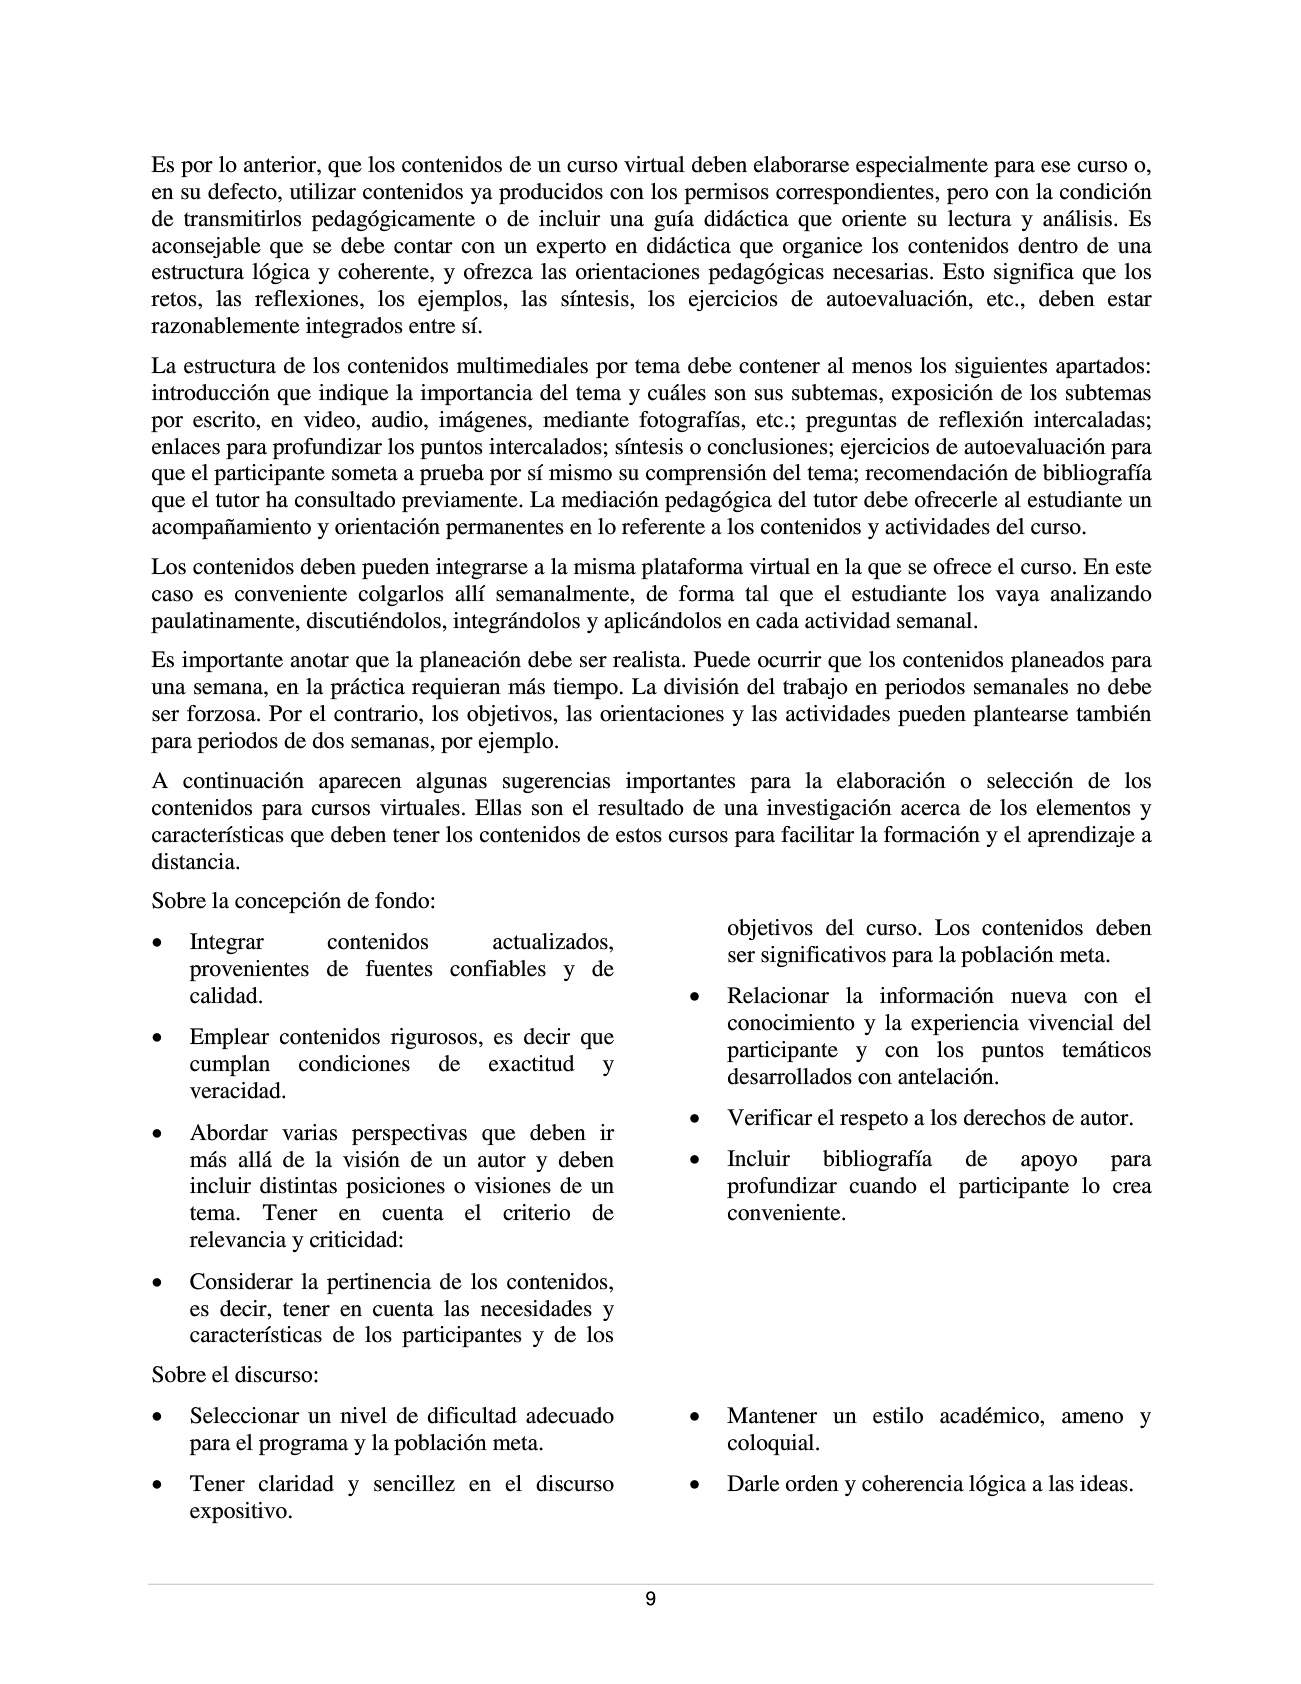 Es por lo anterior, que los contenidos de un curso virtual deben elaborarse especialmente para ese curso o,
en su defecto, utilizar contenidos ya producidos con los permisos correspondientes, pero con la condición
de transmitirlos pedagógicamente o de incluir una guía didáctica que oriente su lectura y análisis. Es
aconsejable que se debe contar con un experto en didáctica que organice los contenidos dentro de una
estructura lógica y coherente, y ofrezca las orientaciones pedagógicas necesarias. Esto significa que los
retos, las reflexiones, los ejemplos, las síntesis, los ejercicios de autoevaluación, etc., deben estar
razonablemente integrados entre sí.
La estructura de los contenidos multimediales por tema debe contener al menos los siguientes apartados:
introducción que indique la importancia del tema y cuáles son sus subtemas, exposición de los subtemas
por escrito, en video, audio, imágenes, mediante fotografías, etc.; preguntas de reflexión intercaladas;
enlaces para profundizar los puntos intercalados; síntesis o conclusiones; ejercicios de autoevaluación para
que el participante someta a prueba por sí mismo su comprensión del tema; recomendación de bibliografía
que el tutor ha consultado previamente. La mediación pedagógica del tutor debe ofrecerle al estudiante un
acompañamiento y orientación permanentes en lo referente a los contenidos y actividades del curso.
Los contenidos deben pueden integrarse a la misma plataforma virtual en la que se ofrece el curso. En este
caso es conveniente colgarlos allí semanalmente, de forma tal que el estudiante los vaya analizando
paulatinamente, discutiéndolos, integrándolos y aplicándolos en cada actividad semanal.
Es importante anotar que la planeación debe ser realista. Puede ocurrir que los contenidos planeados para
una semana, en la práctica requieran más tiempo. La división del trabajo en periodos semanales no debe
ser forzosa. Por el contrario, los objetivos, las orientaciones y las actividades pueden plantearse también
para periodos de dos semanas, por ejemplo.
A continuación aparecen algunas sugerencias importantes para la elaboración o selección de los
contenidos para cursos virtuales. Ellas son el resultado de una investigación acerca de los elementos y
características que deben tener los contenidos de estos cursos para facilitar la formación y el aprendizaje a
distancia.
Sobre la concepción de fondo:
• Integrar contenidos actualizados,
provenientes de fuentes confiables y de
calidad.
• Emplear contenidos rigurosos, es decir que
cumplan condiciones de exactitud y
veracidad.
• Abordar varias perspectivas que deben ir
más allá de la visión de un autor y deben
incluir distintas posiciones o visiones de un
tema. Tener en cuenta el criterio de
relevancia y criticidad:
• Considerar la pertinencia de los contenidos,
es decir, tener en cuenta las necesidades y
características de los participantes y de los
objetivos del curso. Los contenidos deben
ser significativos para la población meta.
• Relacionar la información nueva con el
conocimiento y la experiencia vivencial del
participante y con los puntos temáticos
desarrollados con antelación.
• Verificar el respeto a los derechos de autor.
• Incluir bibliografía de apoyo para
profundizar cuando el participante lo crea
conveniente.
Sobre el discurso:
• Seleccionar un nivel de dificultad adecuado
para el programa y la población meta.
• Tener claridad y sencillez en el discurso
expositivo.
• Mantener un estilo académico, ameno y
coloquial.
• Darle orden y coherencia lógica a las ideas.
9